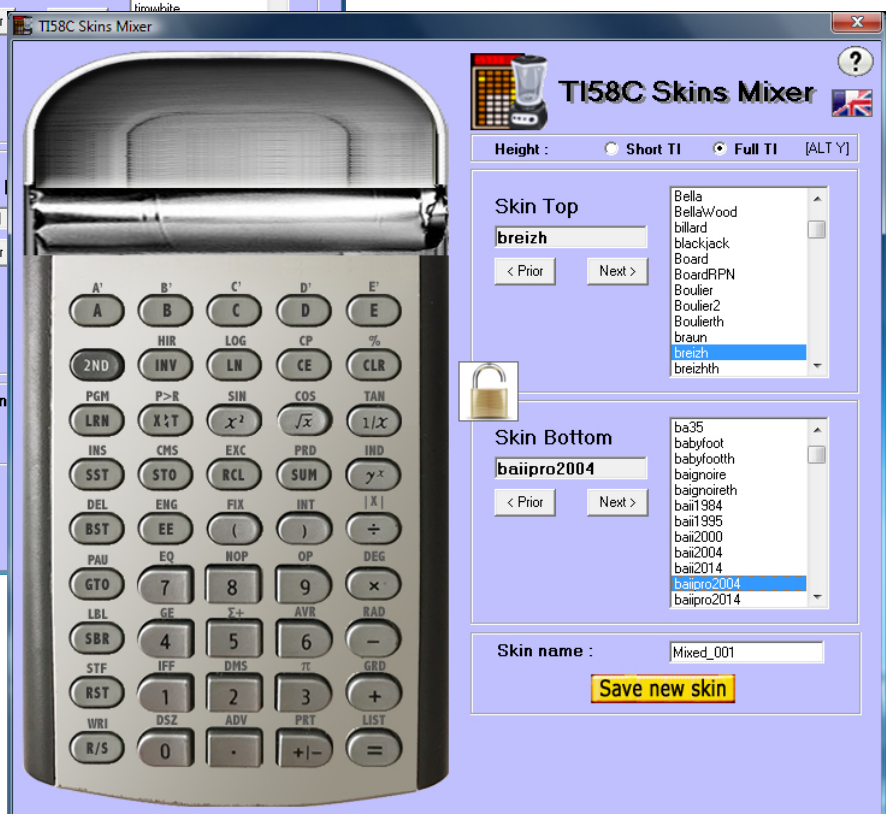 timwhite
TI58C Skins Mixer
?
TI58C Skins Mixer
Height : Short TI Full TI [ALT Y]
Skin Top
breizh
< Prior Next >
Bella
BellaWood
billard
blackjack
Board
BoardRPN
Boulier
Boulier2
Boulierth
braun
breizh
breizhth
Skin Bottom
baiipro2004
< Prior Next >
ba35
babyfoot
babyfootth
baignoire
baignoireth
baii1984
baii1995
baii2000
baii2004
baii2014
baiipro2004
baiipro2014
Skin name : Mixed_001
Save new skin
A' B' C' D' E'
A B C D E
HIR LOG CP %
2ND INV LN CE CLR
PGM P>R SIN COS TAN
LRN X:T x² √x 1/x
INS CMS EXC PRD IND
SST STO RCL SUM yˣ
DEL ENG FIX INT |X|
BST EE ( ) ÷
PAU EQ NOP OP DEG
GTO 7 8 9 ×
LBL GE Σ+ AVR RAD
SBR 4 5 6 −
STF IFF DMS π GRD
RST 1 2 3 +
WRI DSZ ADV PRT LIST
R/S 0 . +|− =